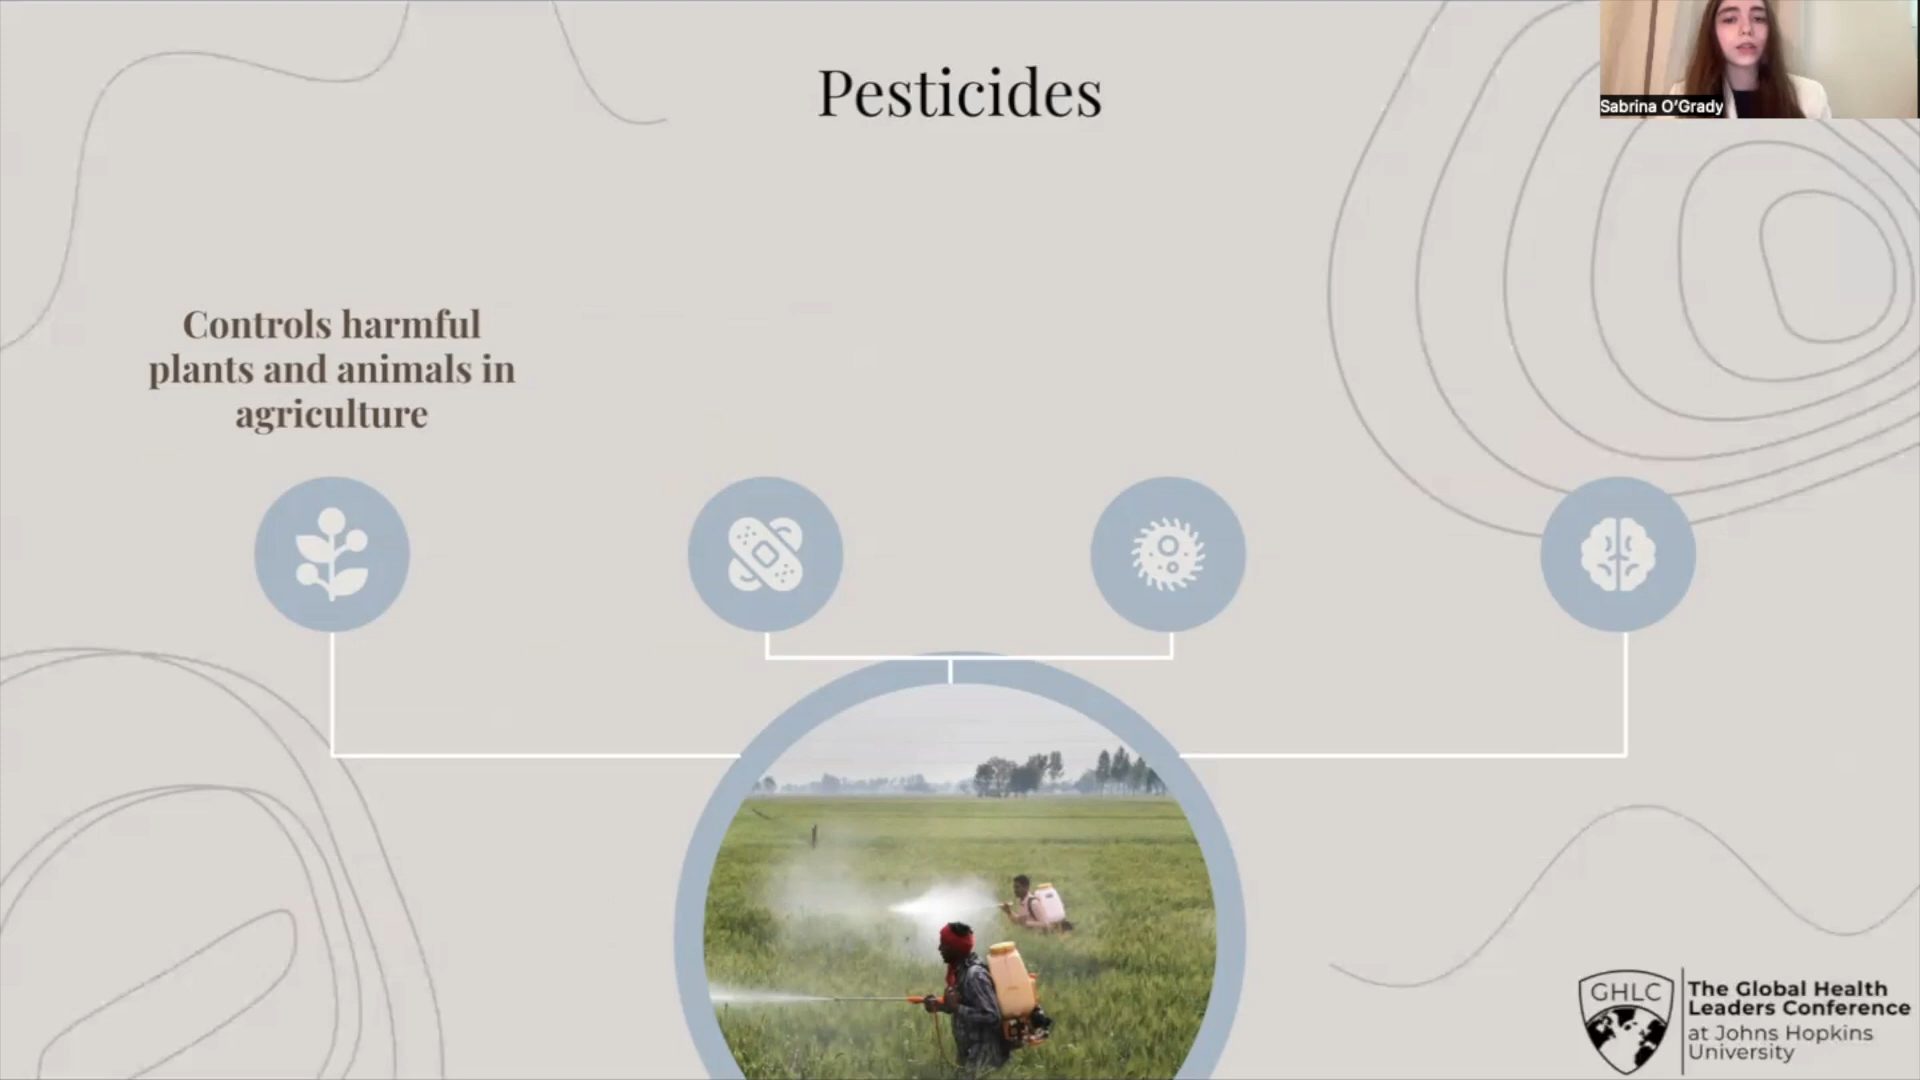 Pesticides
Sabrina O'Grady
Controls harmful
plants and animals in
agriculture
GHLC
The Global Health
Leaders Conference
at Johns Hopkins
University